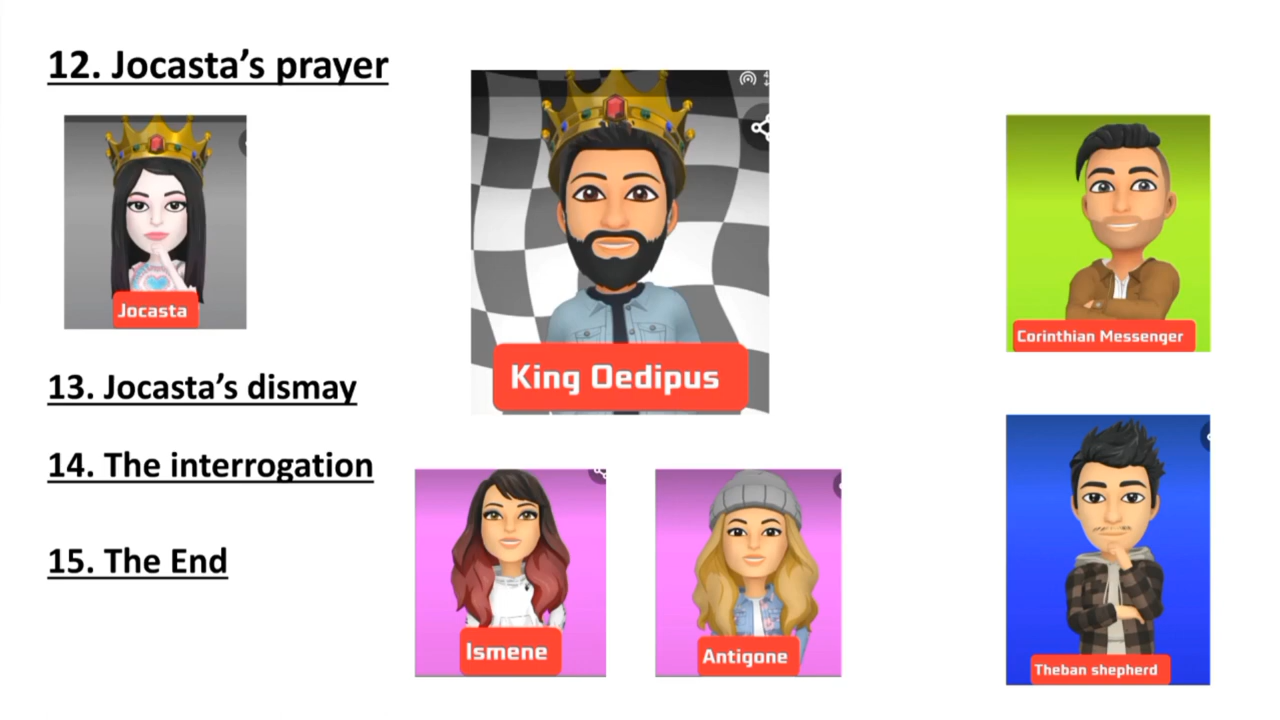 12. Jocasta’s prayer
Jocasta
King Oedipus
Corinthian Messenger
13. Jocasta’s dismay
14. The interrogation
15. The End
Ismene
Antigone
Theban shepherd